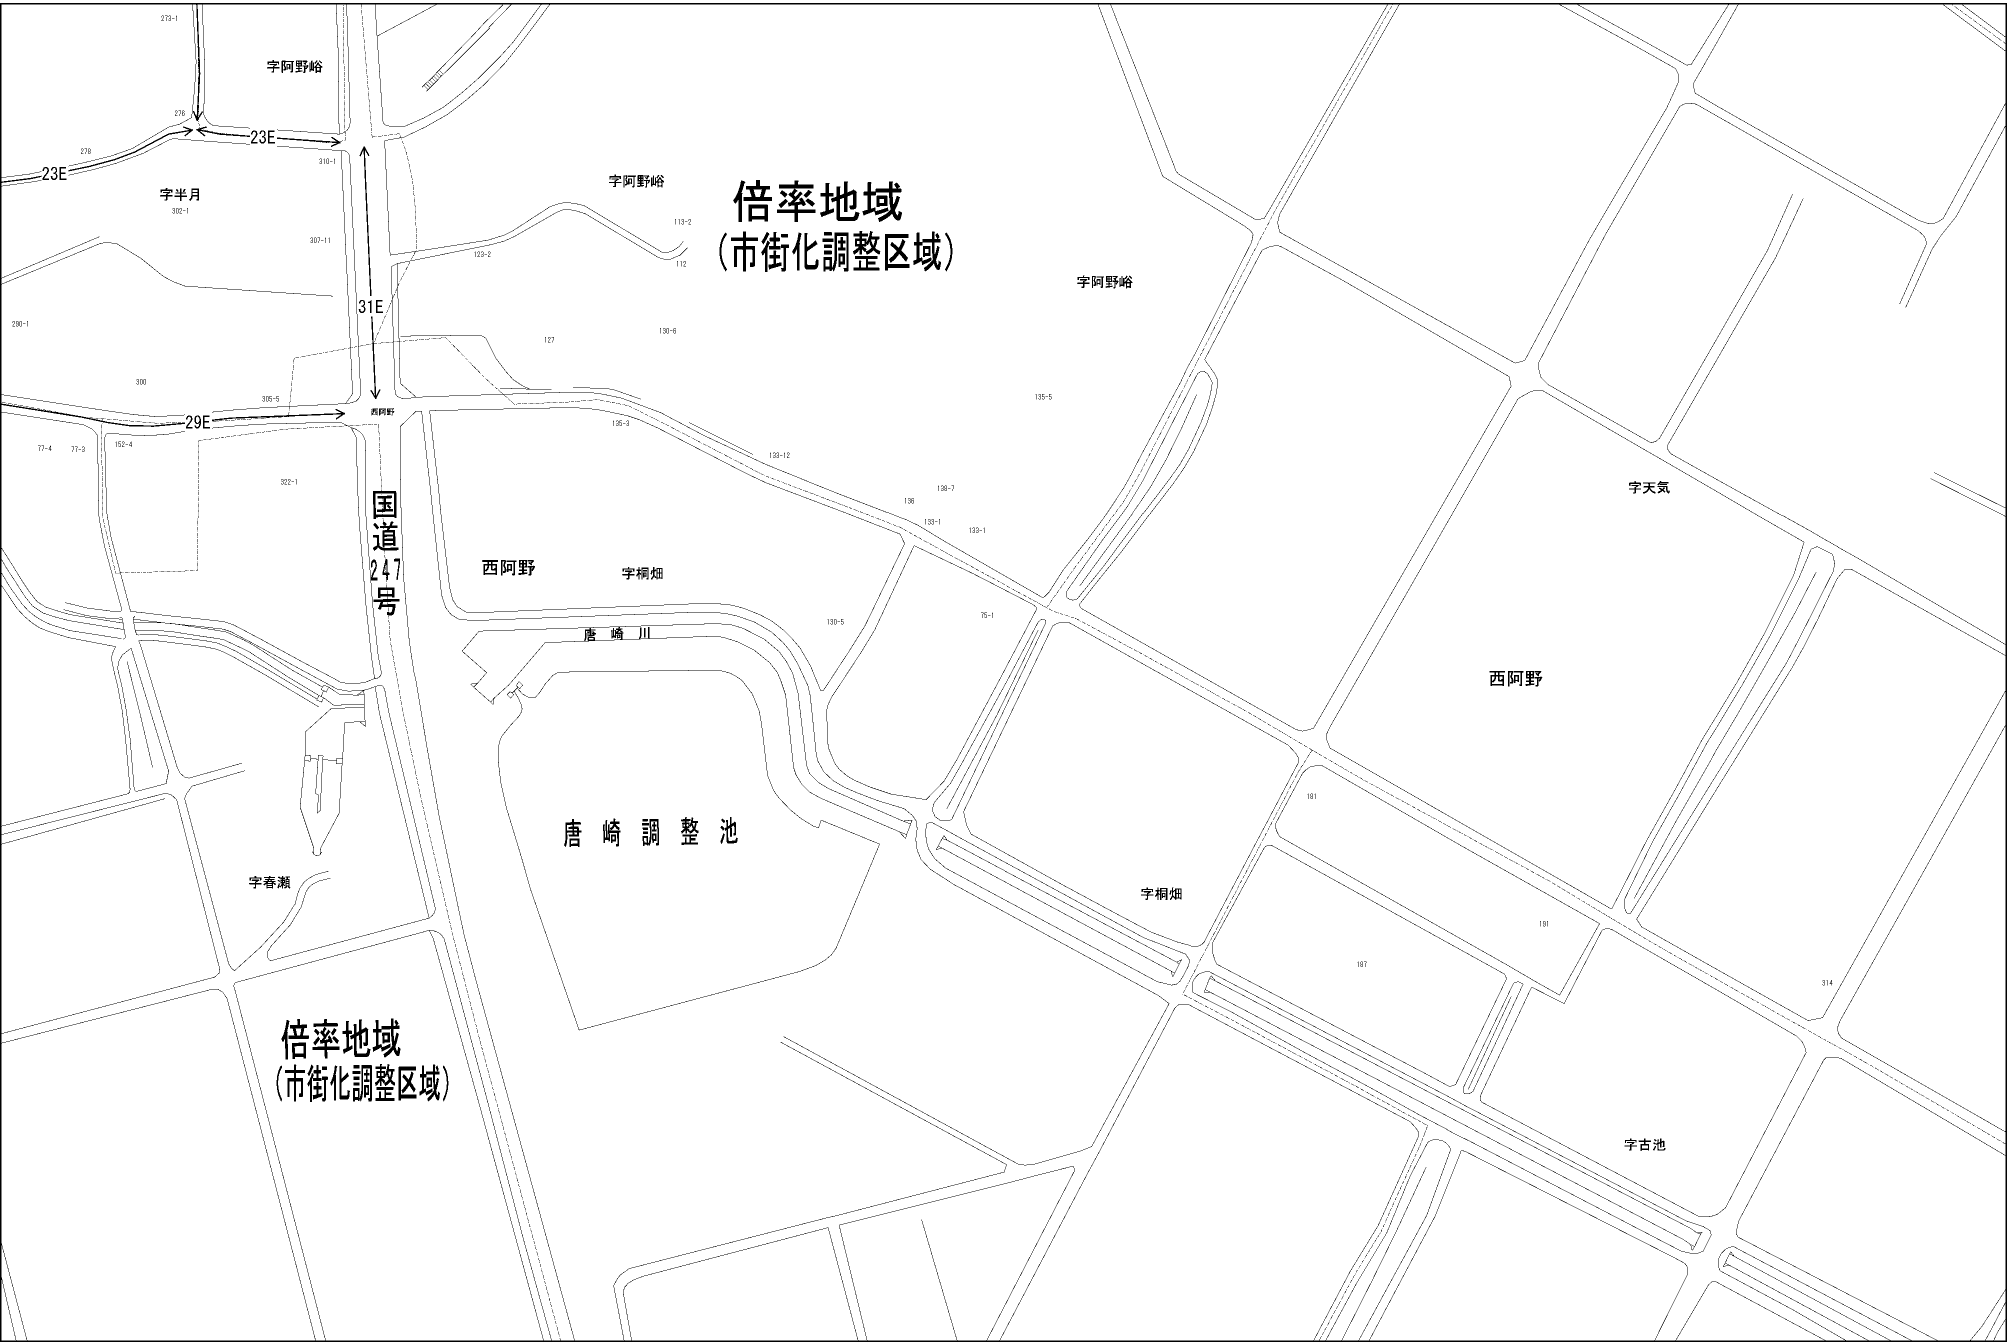 273-1
字阿野峪
276
23E
278
310-1
23E
字半月
302-1
字阿野峪
倍率地域
(市街化調整区域)
113-2
307-11
123-2
112
字阿野峪
31E
290-1
127
130-6
300
305-5
西阿野
135-5
29E
135-3
77-4
77-3
152-4
133-12
322-1
138-7
136
133-1
133-1
字天気
国道247号
西阿野
字桐畑
75-1
130-5
唐崎川
西阿野
181
唐崎調整池
字春瀬
字桐畑
191
187
314
倍率地域
(市街化調整区域)
字古池